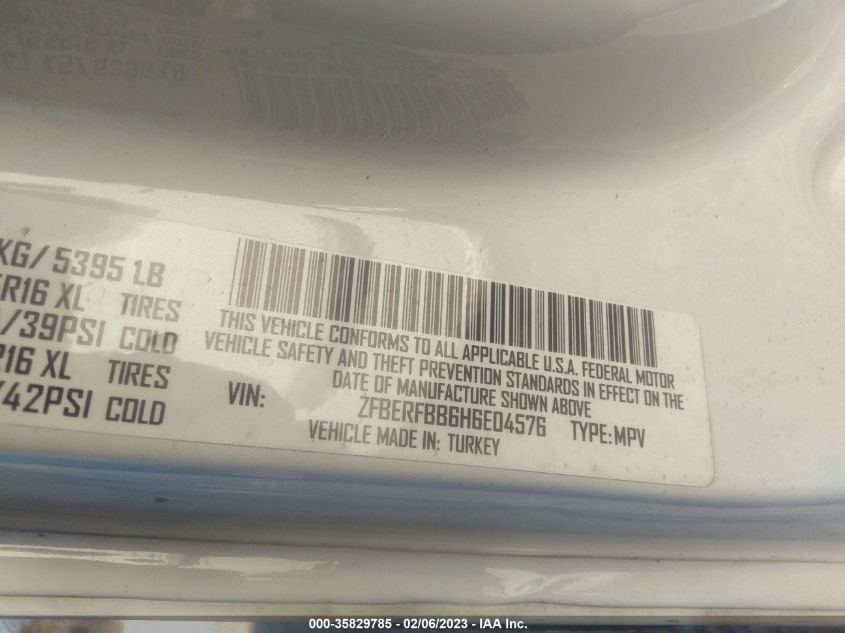 KG/ 5395 LB
R16 XL TIRES
/39PSI COLD
R16 XL TIRES
/42PSI COLD
THIS VEHICLE CONFORMS TO ALL APPLICABLE U.S.A. FEDERAL MOTOR
VEHICLE SAFETY AND THEFT PREVENTION STANDARDS IN EFFECT ON THE
DATE OF MANUFACTURE SHOWN ABOVE
VIN: ZFBERFBB6H6E04576 TYPE:MPV
VEHICLE MADE IN: TURKEY
000-35829785 - 02/06/2023 - IAA Inc.